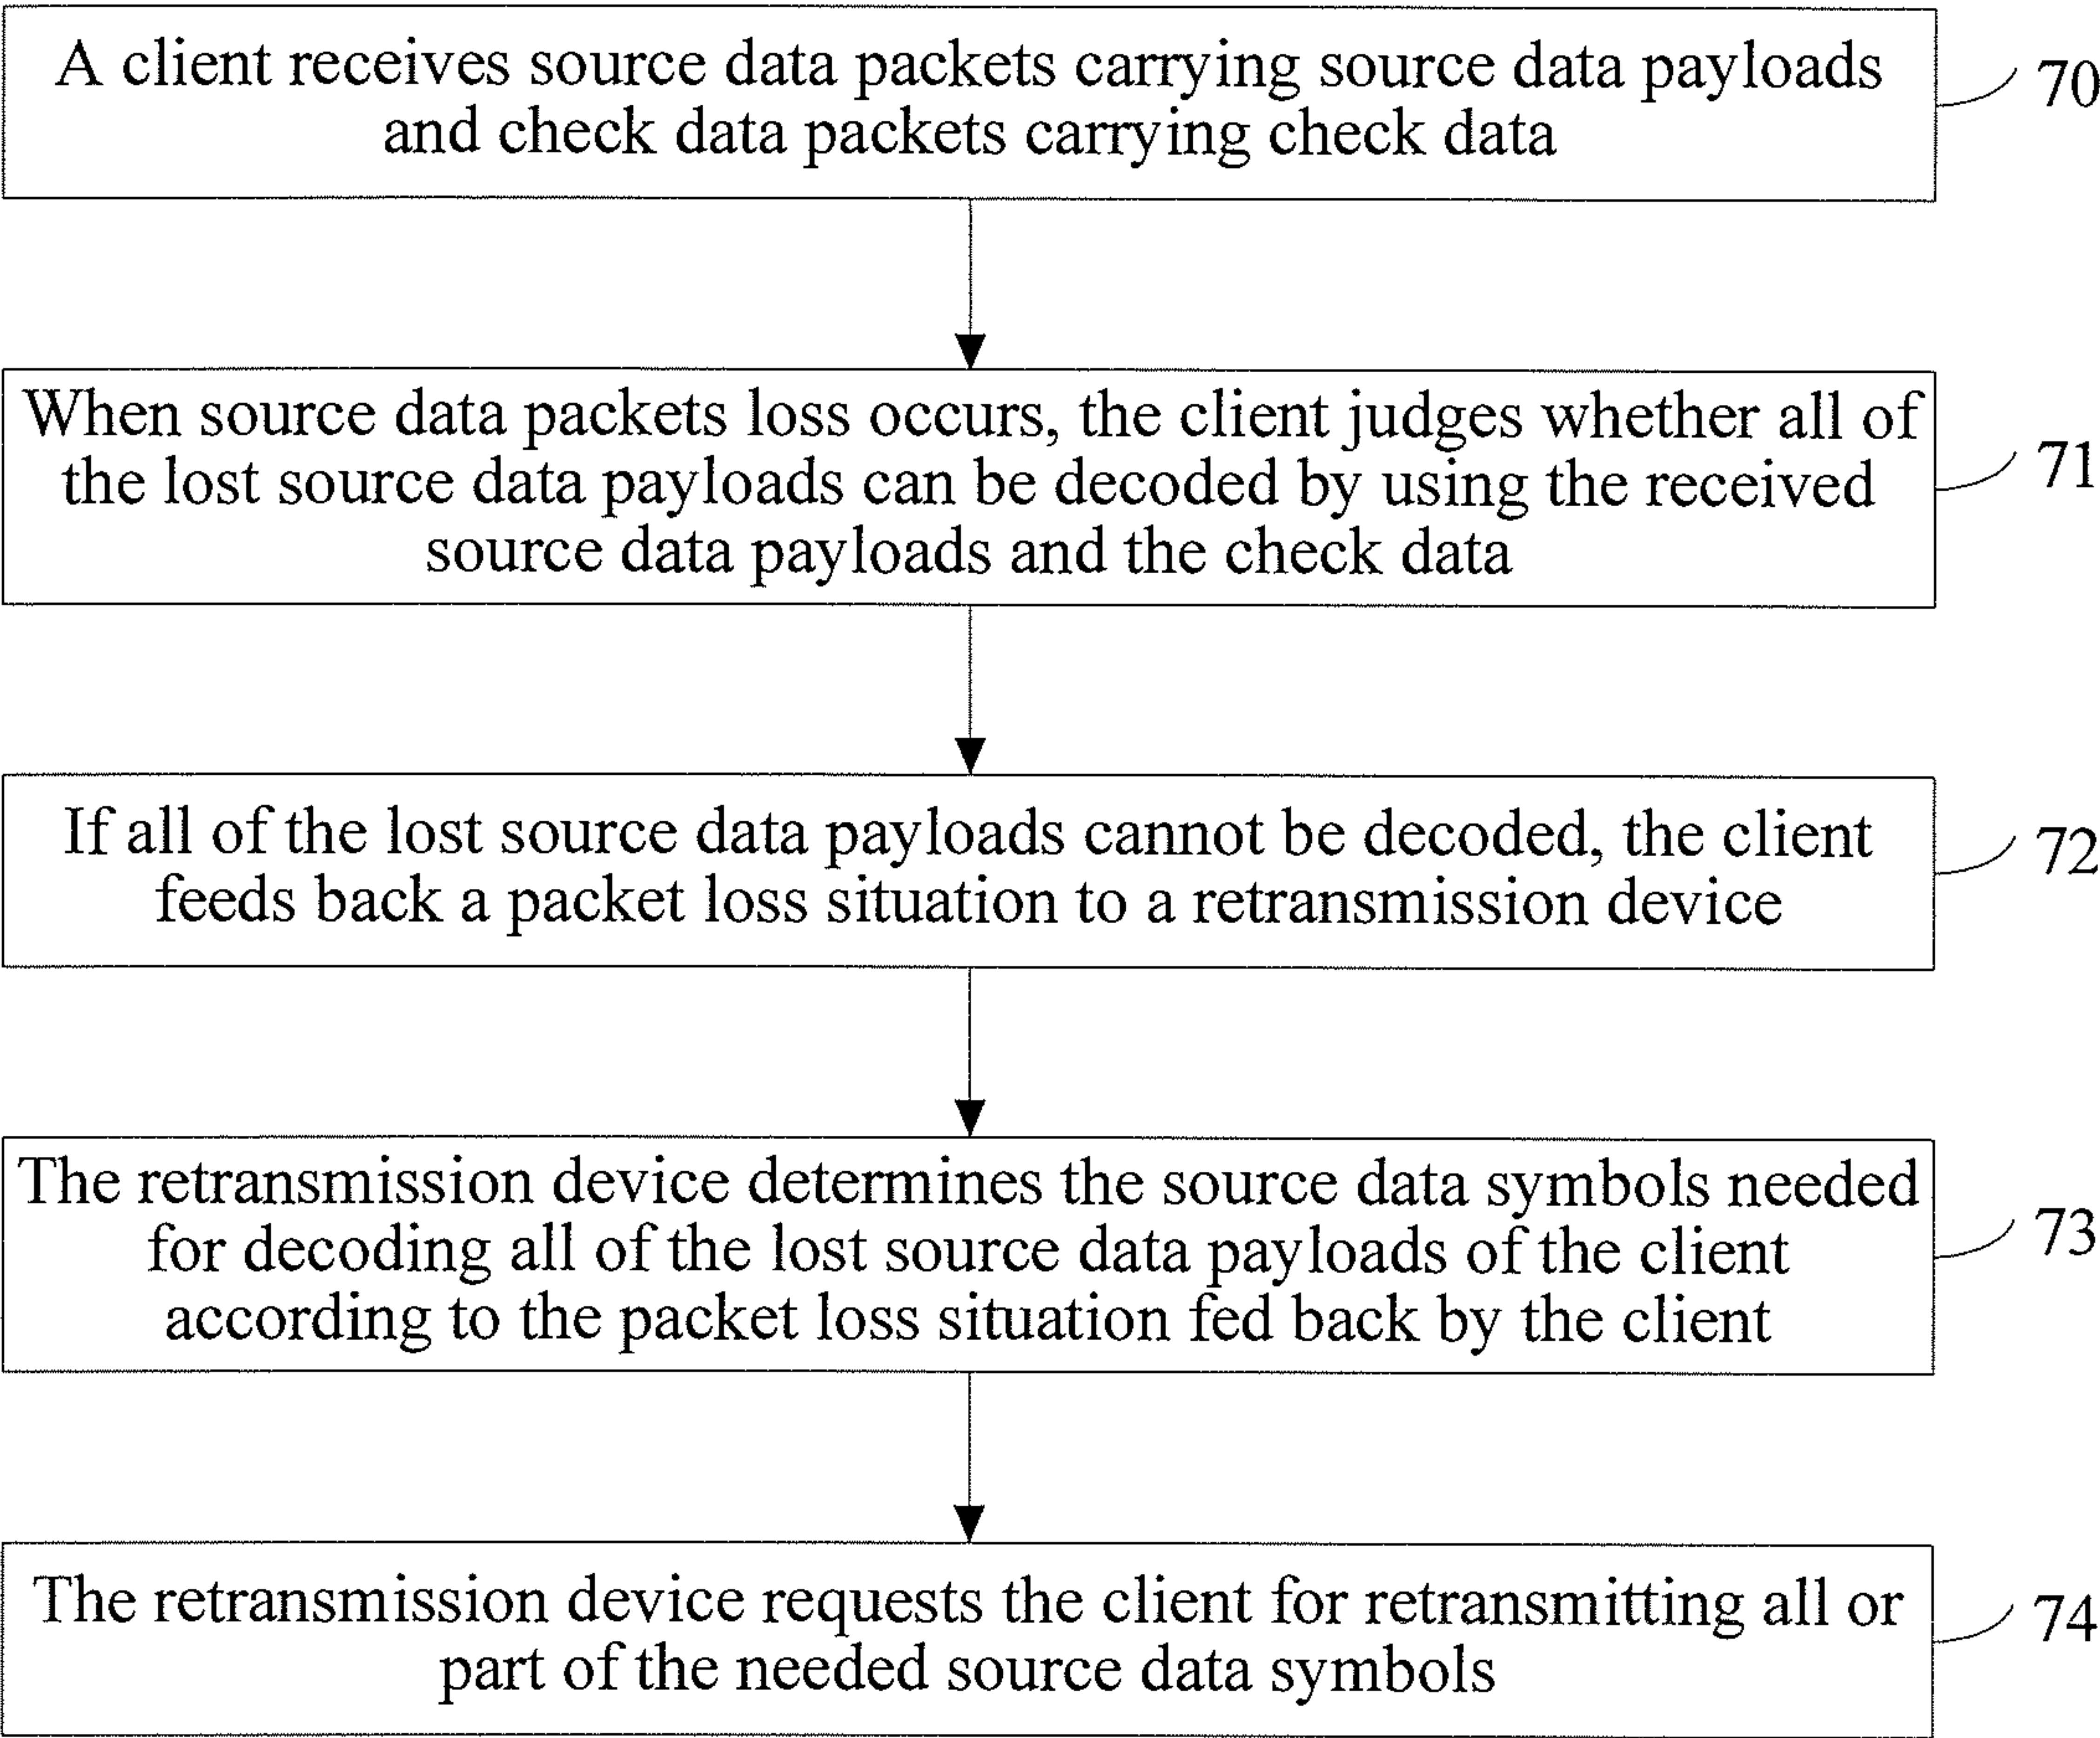 A client receives source data packets carrying source data payloads
and check data packets carrying check data
70
When source data packets loss occurs, the client judges whether all of
the lost source data payloads can be decoded by using the received
source data payloads and the check data
71
If all of the lost source data payloads cannot be decoded, the client
feeds back a packet loss situation to a retransmission device
72
The retransmission device determines the source data symbols needed
for decoding all of the lost source data payloads of the client
according to the packet loss situation fed back by the client
73
The retransmission device requests the client for retransmitting all or
part of the needed source data symbols
74